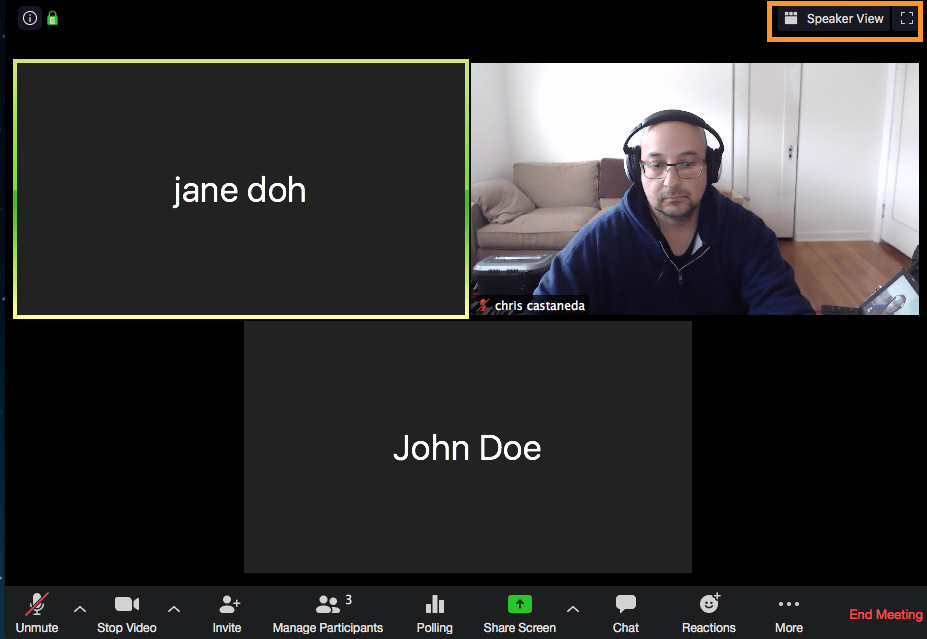 Speaker View
jane doh
chris castaneda
John Doe
3
Unmute
Stop Video
Invite
Manage Participants
Polling
Share Screen
Chat
Reactions
More
End Meeting